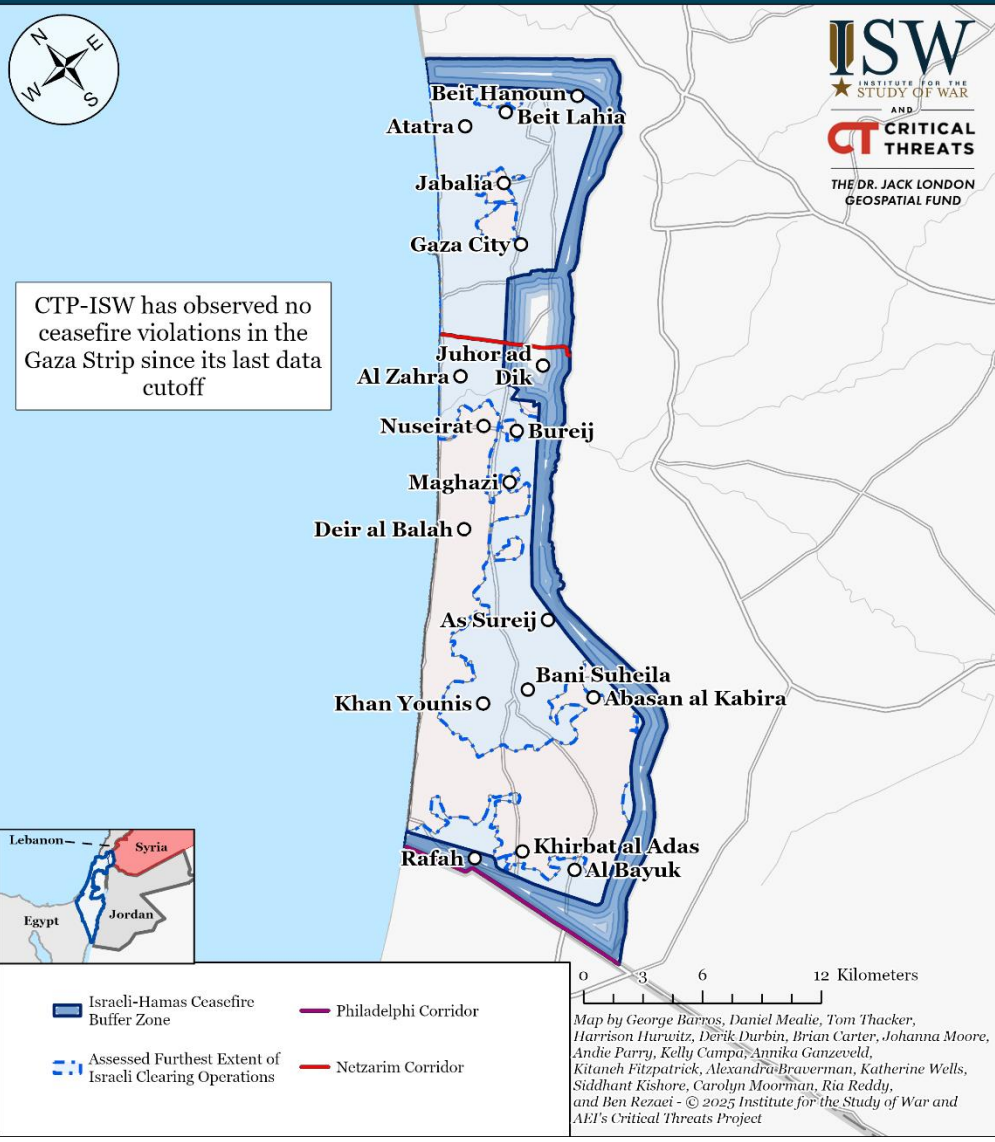 N
E
W
S
ISW
INSTITUTE FOR THE
STUDY OF WAR
AND
CT CRITICAL
THREATS
THE DR. JACK LONDON
GEOSPATIAL FUND
Beit Hanoun
Beit Lahia
Atatra
Jabalia
Gaza City
CTP-ISW has observed no
ceasefire violations in the
Gaza Strip since its last data
cutoff
Juhor ad
Dik
Al Zahra
Nuseirat
Bureij
Maghazi
Deir al Balah
As Sureij
Bani Suheila
Abasan al Kabira
Khan Younis
Khirbat al Adas
Rafah
Al Bayuk
Lebanon
Syria
Egypt
Jordan
0 3 6 12 Kilometers
Israeli-Hamas Ceasefire
Buffer Zone
Philadelphi Corridor
Assessed Furthest Extent of
Israeli Clearing Operations
Netzarim Corridor
Map by George Barros, Daniel Mealie, Tom Thacker,
Harrison Hurwitz, Derik Durbin, Brian Carter, Johanna Moore,
Andie Parry, Kelly Campa, Annika Ganzeveld,
Kitaneh Fitzpatrick, Alexandra Braverman, Katherine Wells,
Siddhant Kishore, Carolyn Moorman, Ria Reddy,
and Ben Rezaei - © 2025 Institute for the Study of War and
AEI's Critical Threats Project